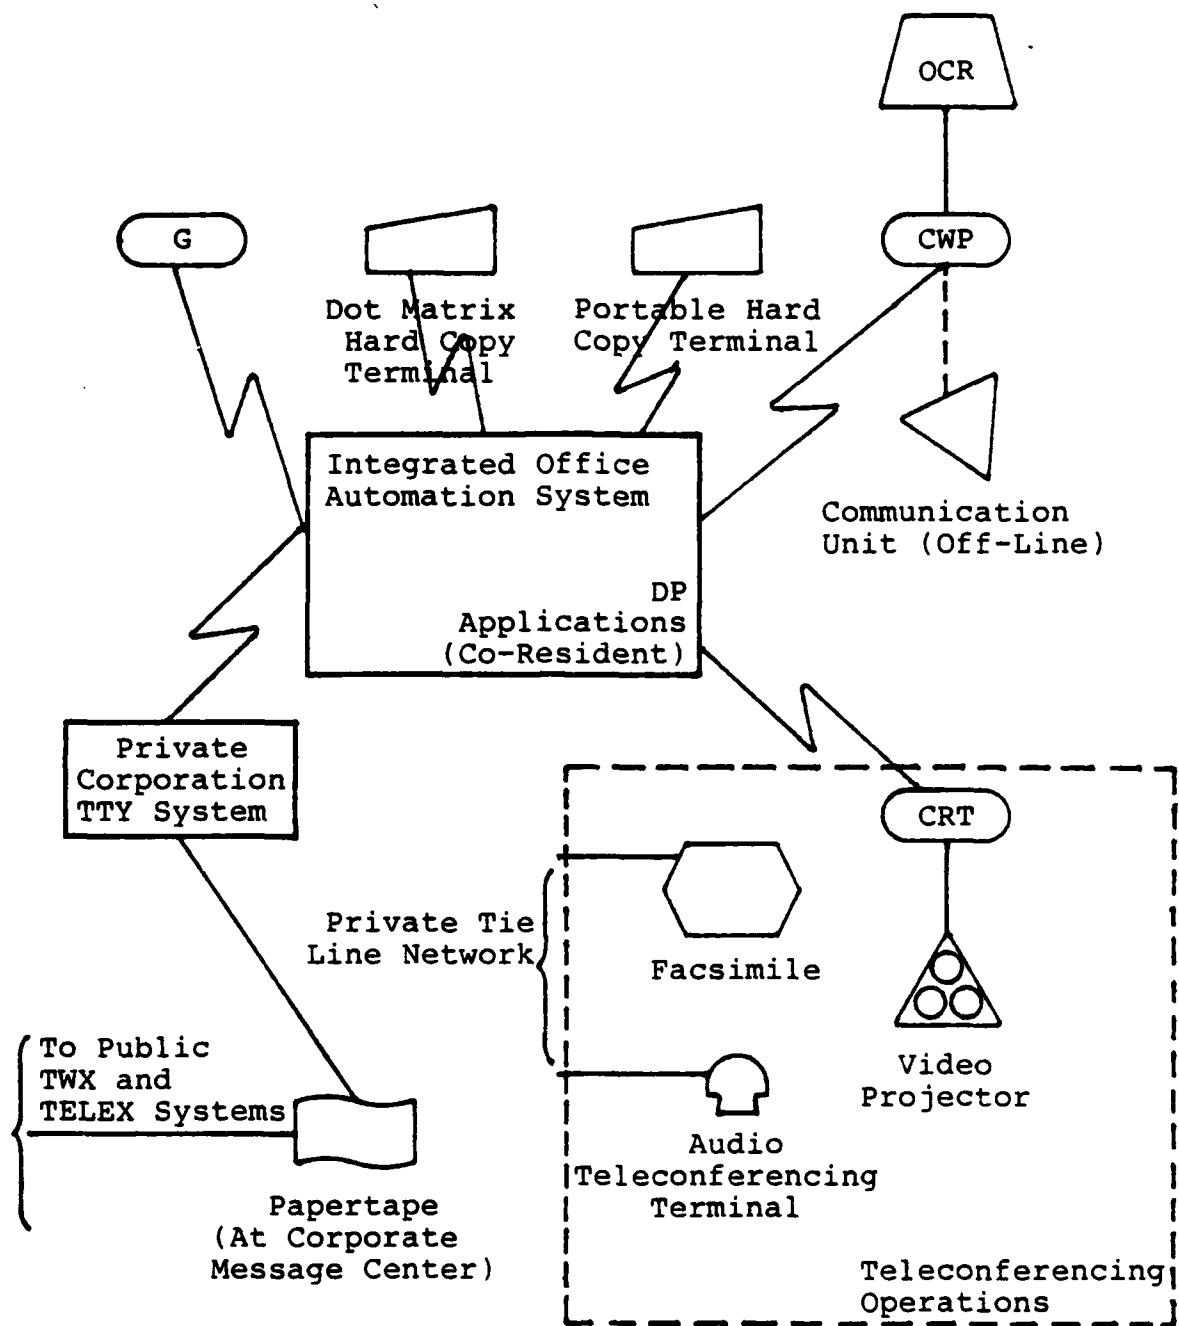 OCR
G
CWP
Dot Matrix
Hard Copy
Terminal
Portable Hard
Copy Terminal
Integrated Office
Automation System
Communication
Unit (Off-Line)
DP
Applications
(Co-Resident)
Private
Corporation
TTY System
CRT
Private Tie
Line Network
Facsimile
To Public
TWX and
TELEX Systems
Video
Projector
Audio
Teleconferencing
Terminal
Papertape
(At Corporate
Message Center)
Teleconferencing
Operations